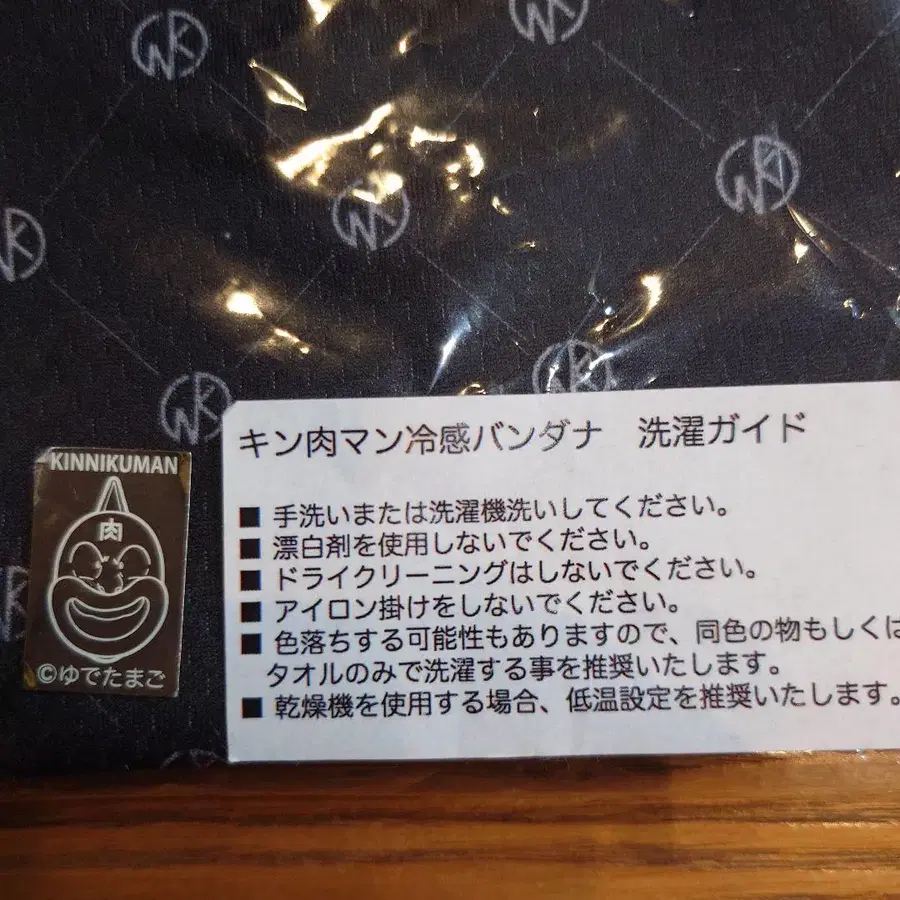 キン肉マン冷感バンダナ　洗濯ガイド
■ 手洗いまたは洗濯機洗いしてください。
■ 漂白剤を使用しないでください。
■ ドライクリーニングはしないでください。
■ アイロン掛けをしないでください。
■ 色落ちする可能性もありますので、同色の物もしくは
タオルのみで洗濯する事を推奨いたします。
■ 乾燥機を使用する場合、低温設定を推奨いたします。
KINNIKUMAN
肉
©ゆでたまご